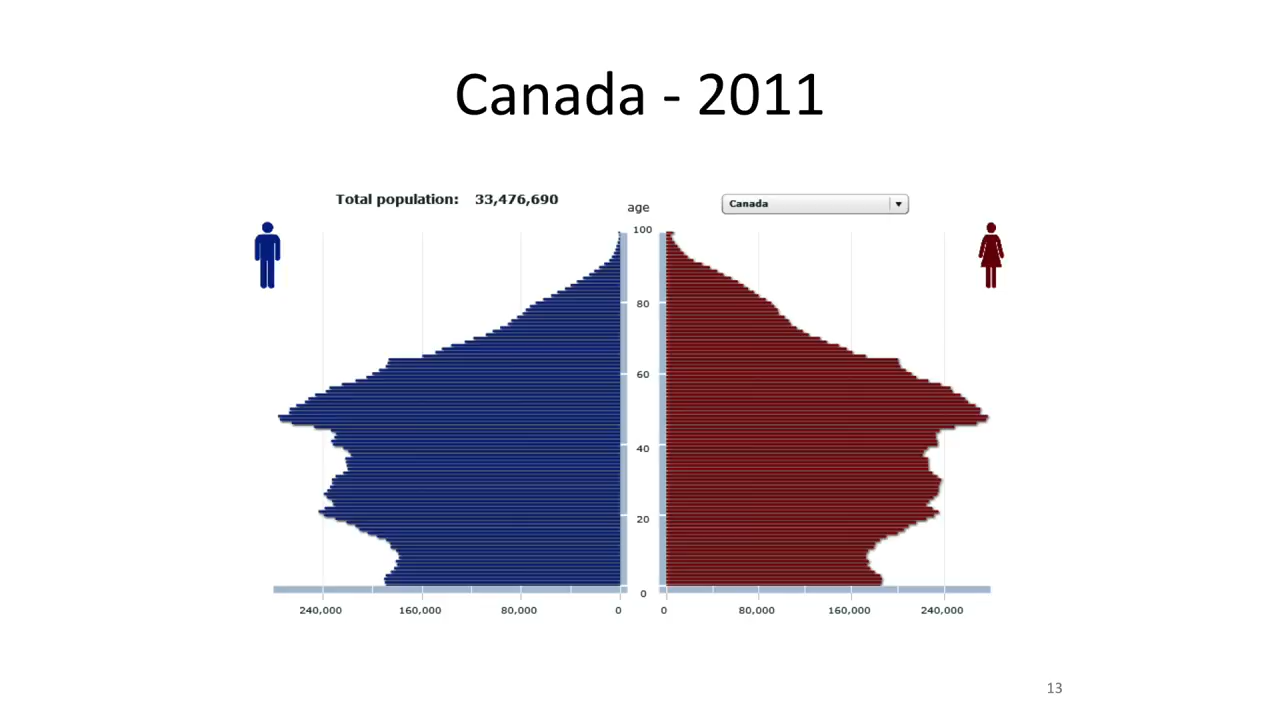 Canada - 2011
Total population: 33,476,690
age
Canada
100
80
60
40
20
0
240,000 160,000 80,000 0 0 80,000 160,000 240,000
13